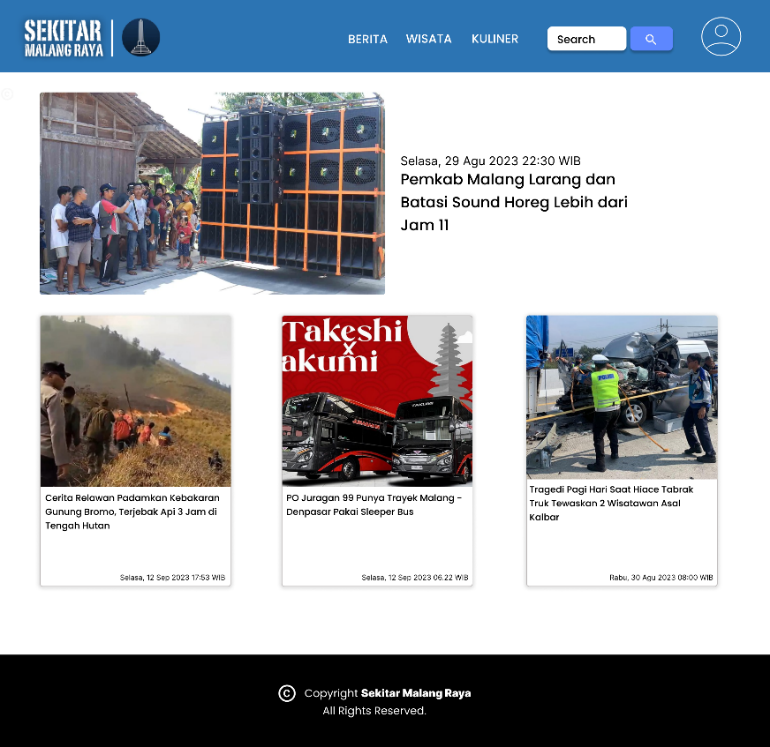 SEKITAR
MALANG RAYA
BERITA WISATA KULINER Search
Selasa, 29 Agu 2023 22:30 WIB
Pemkab Malang Larang dan
Batasi Sound Horeg Lebih dari
Jam 11
Takeshi
x
akumi
Cerita Relawan Padamkan Kebakaran
Gunung Bromo, Terjebak Api 3 Jam di
Tengah Hutan
Selasa, 12 Sep 2023 17:53 WIB
PO Juragan 99 Punya Trayek Malang -
Denpasar Pakai Sleeper Bus
Selasa, 12 Sep 2023 06.22 WIB
Tragedi Pagi Hari Saat Hiace Tabrak
Truk Tewaskan 2 Wisatawan Asal
Kalbar
Rabu, 30 Agu 2023 08:00 WIB
© Copyright Sekitar Malang Raya
All Rights Reserved.